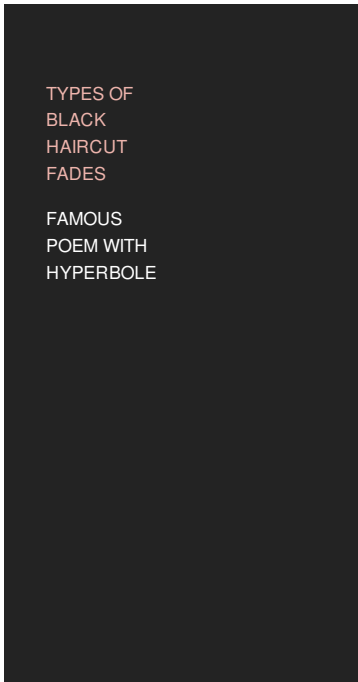 TYPES OF
BLACK
HAIRCUT
FADES
FAMOUS
POEM WITH
HYPERBOLE